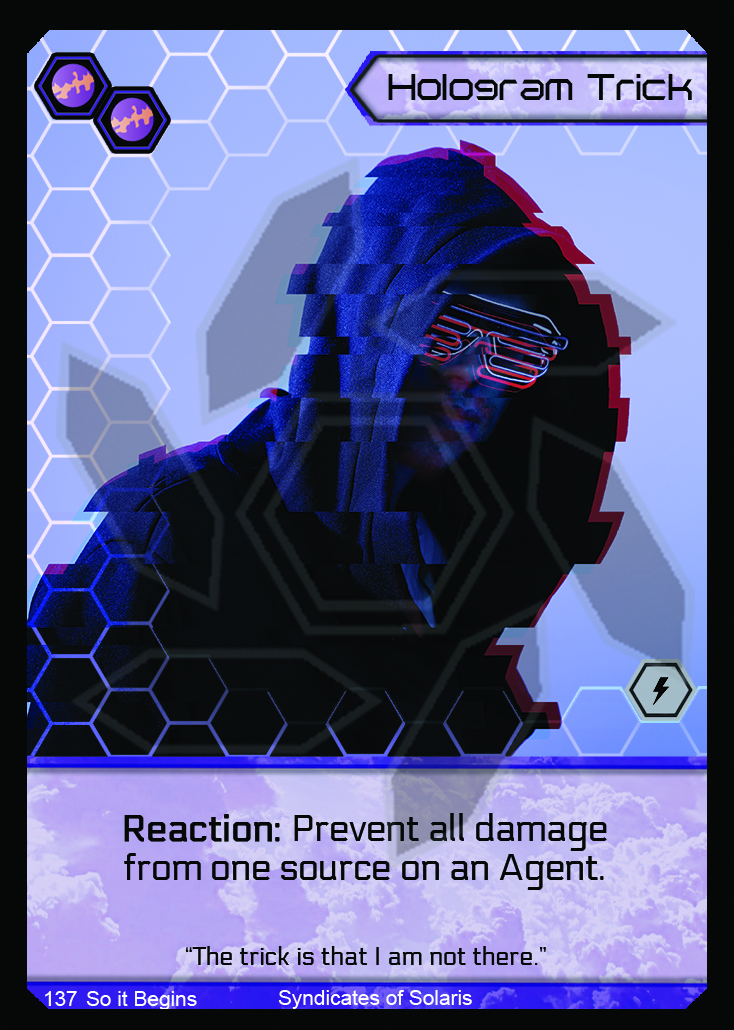 Hologram Trick
Reaction: Prevent all damage
from one source on an Agent.
“The trick is that I am not there.”
137 So it Begins Syndicates of Solaris